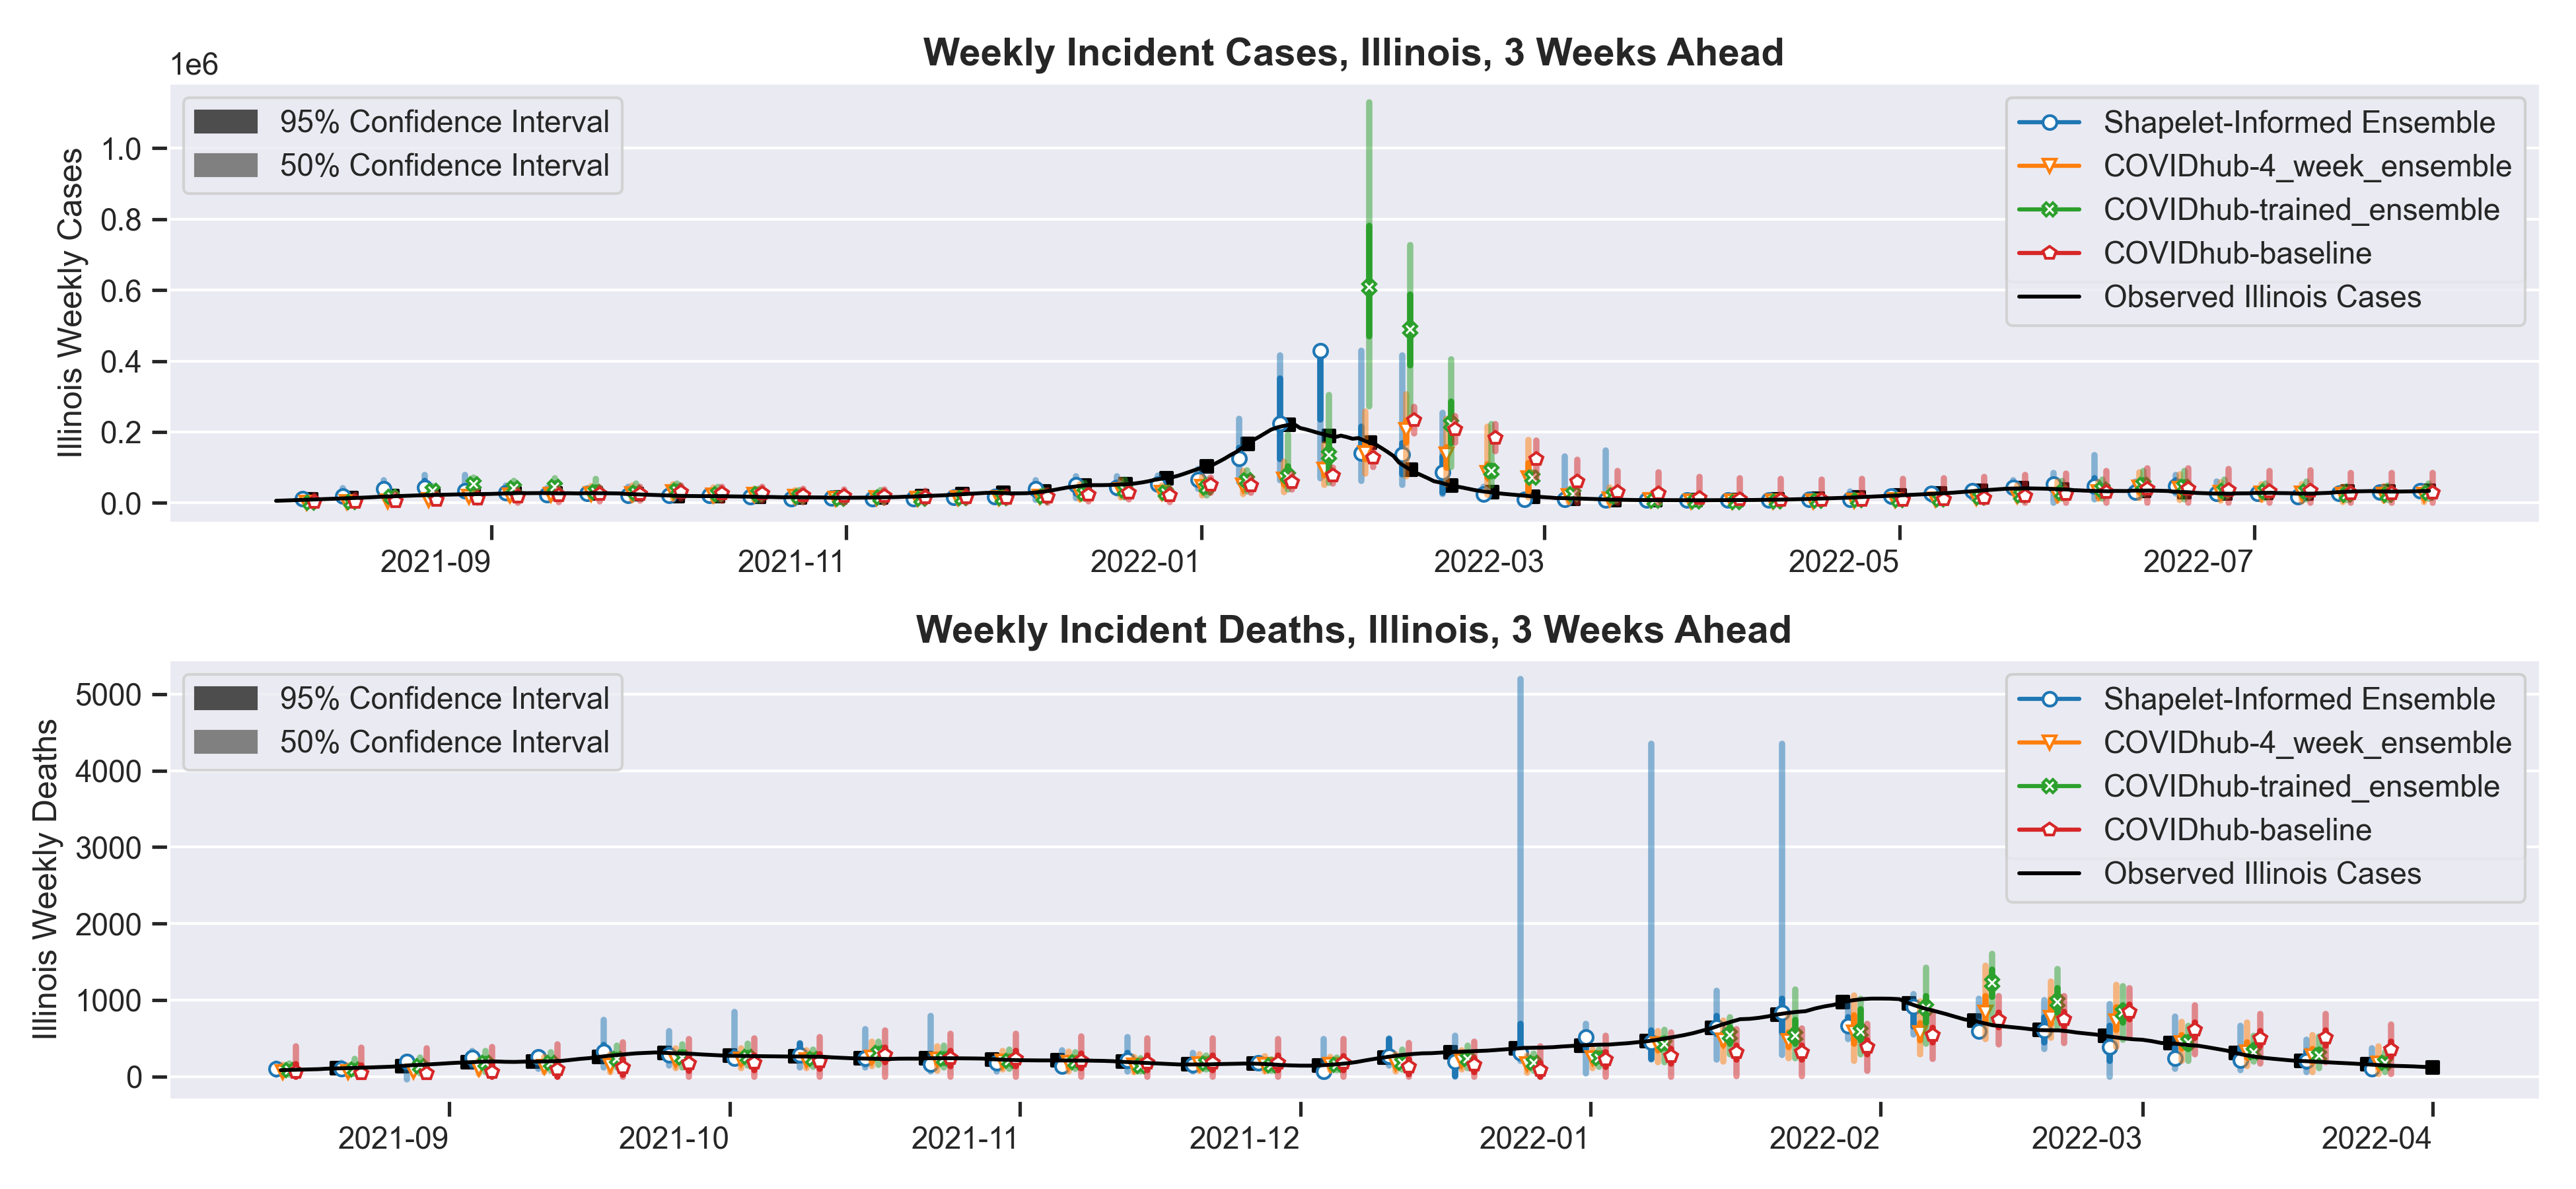 Weekly Incident Cases, Illinois, 3 Weeks Ahead
1e6
95% Confidence Interval
50% Confidence Interval
Shapelet-Informed Ensemble
COVIDhub-4_week_ensemble
COVIDhub-trained_ensemble
COVIDhub-baseline
Observed Illinois Cases
Illinois Weekly Cases
1.0
0.8
0.6
0.4
0.2
0.0
2021-09
2021-11
2022-01
2022-03
2022-05
2022-07
Weekly Incident Deaths, Illinois, 3 Weeks Ahead
95% Confidence Interval
50% Confidence Interval
Shapelet-Informed Ensemble
COVIDhub-4_week_ensemble
COVIDhub-trained_ensemble
COVIDhub-baseline
Observed Illinois Cases
Illinois Weekly Deaths
5000
4000
3000
2000
1000
0
2021-09
2021-10
2021-11
2021-12
2022-01
2022-02
2022-03
2022-04